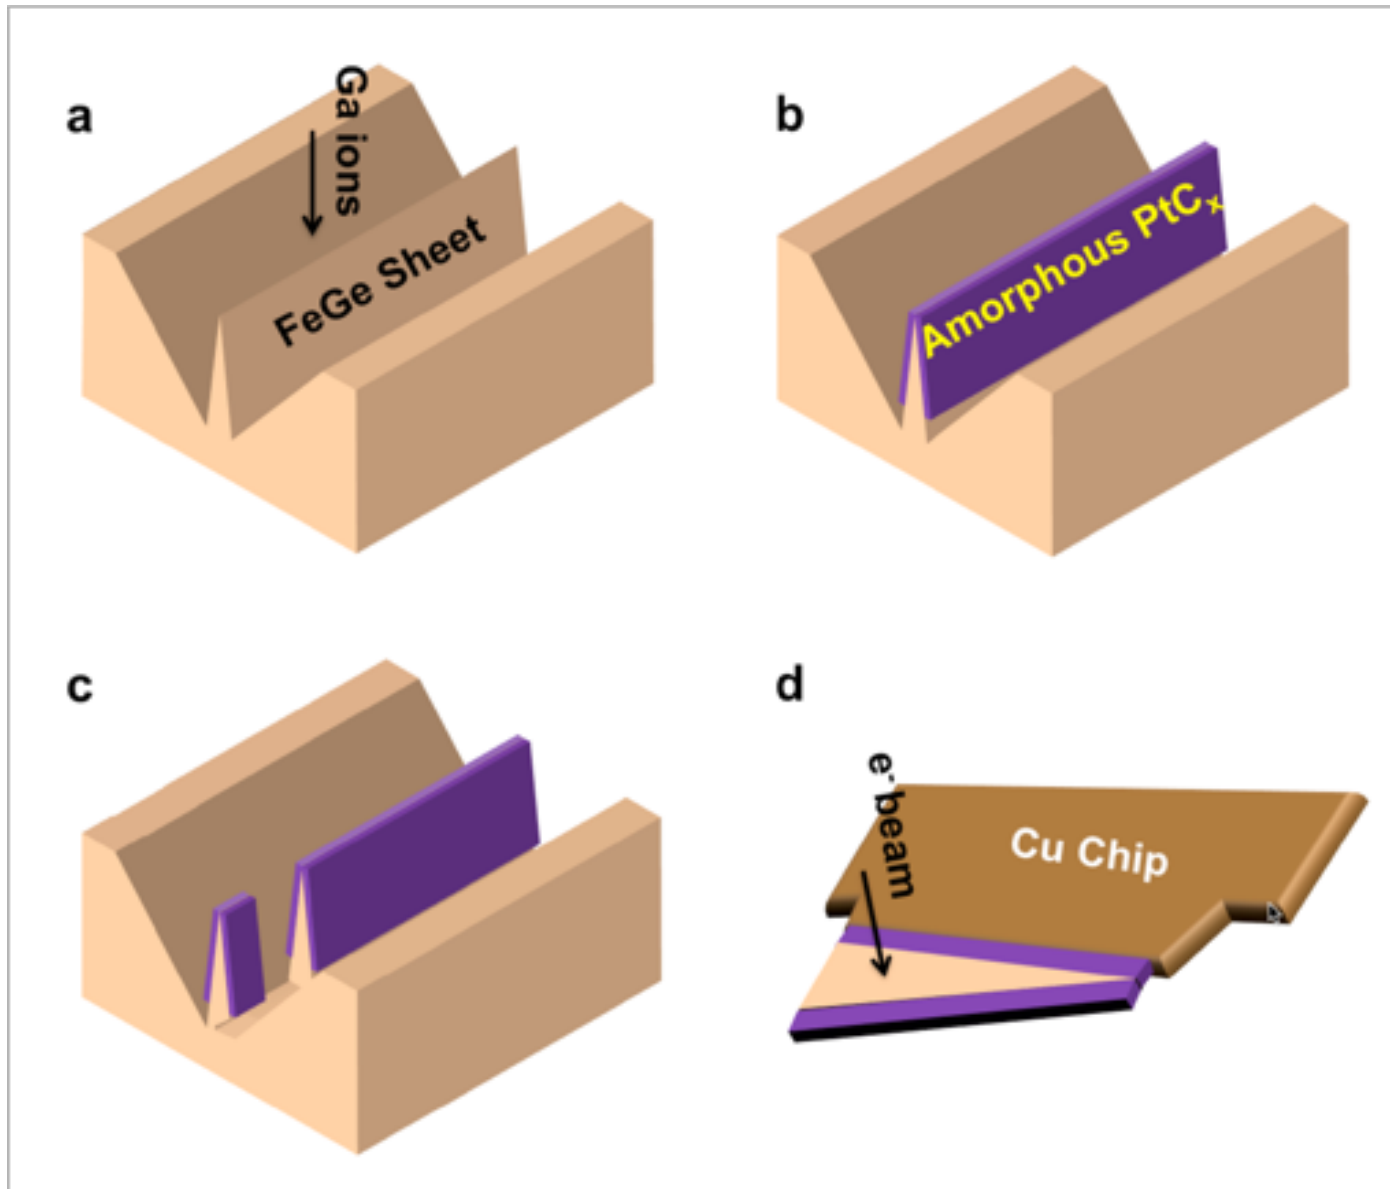 a
Ga ions
FeGe Sheet
b
Amorphous PtCₓ
c
d
e⁻beam
Cu Chip